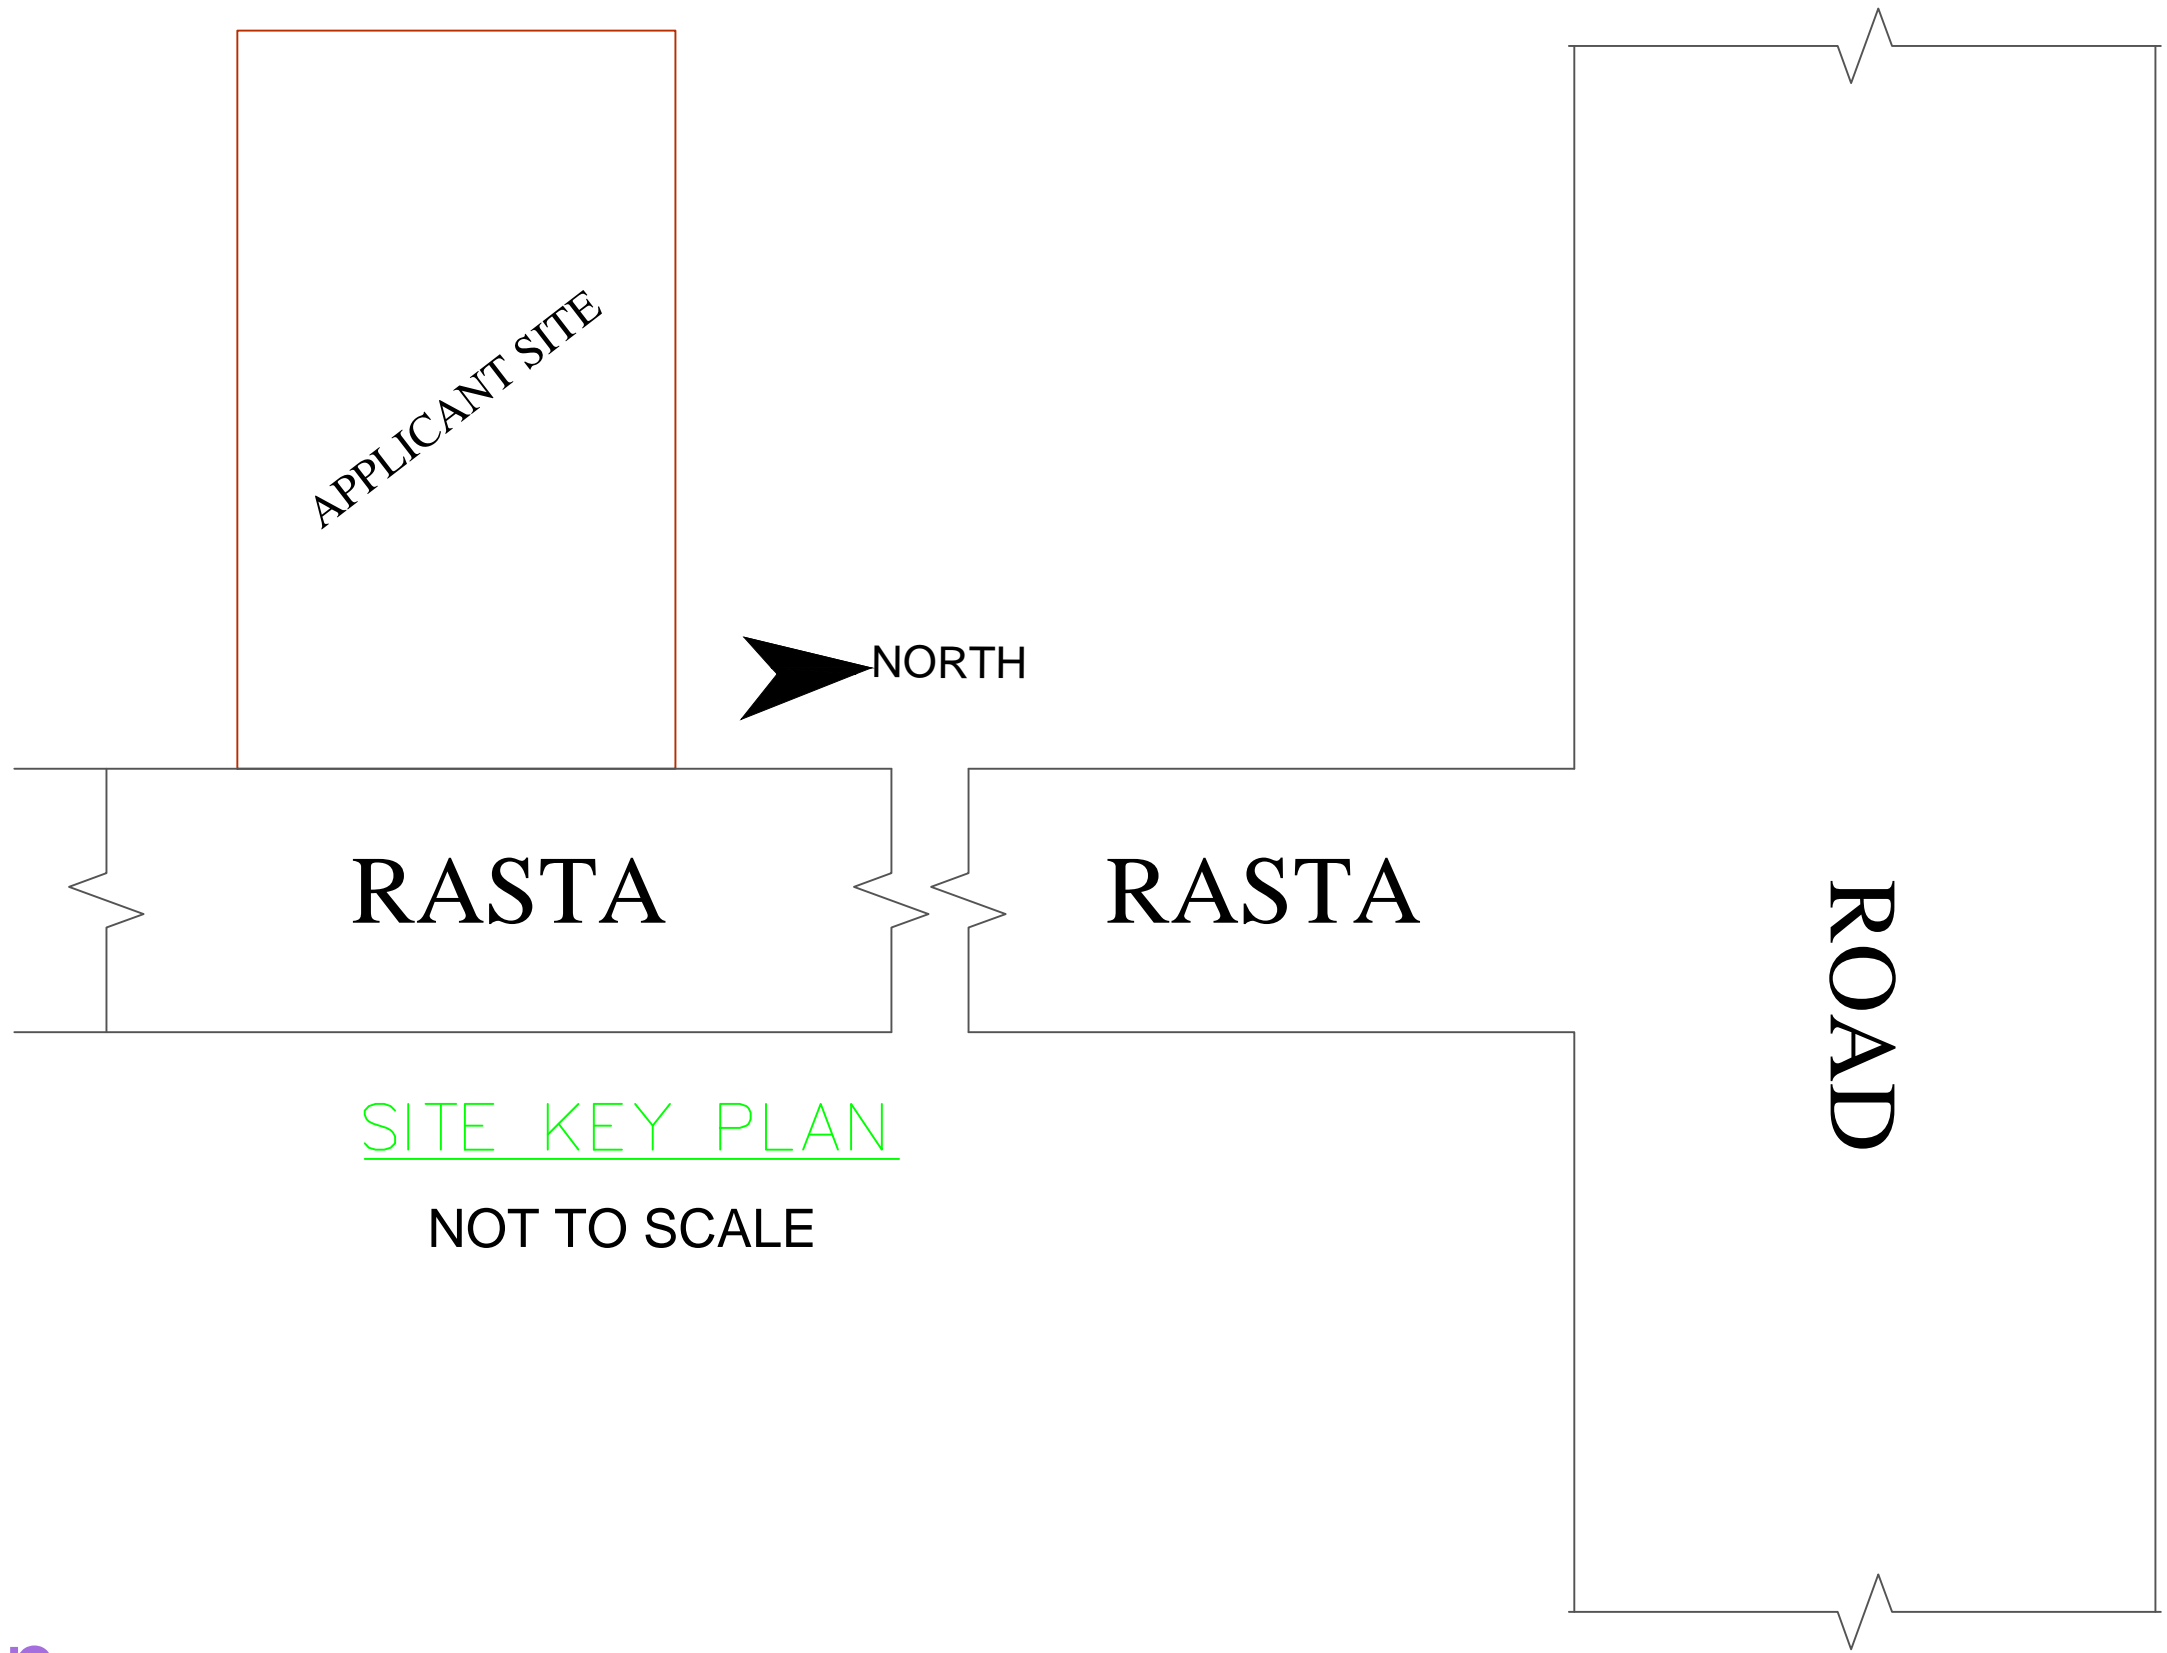 APPLICANT SITE
NORTH
RASTA
RASTA
ROAD
SITE KEY PLAN
NOT TO SCALE